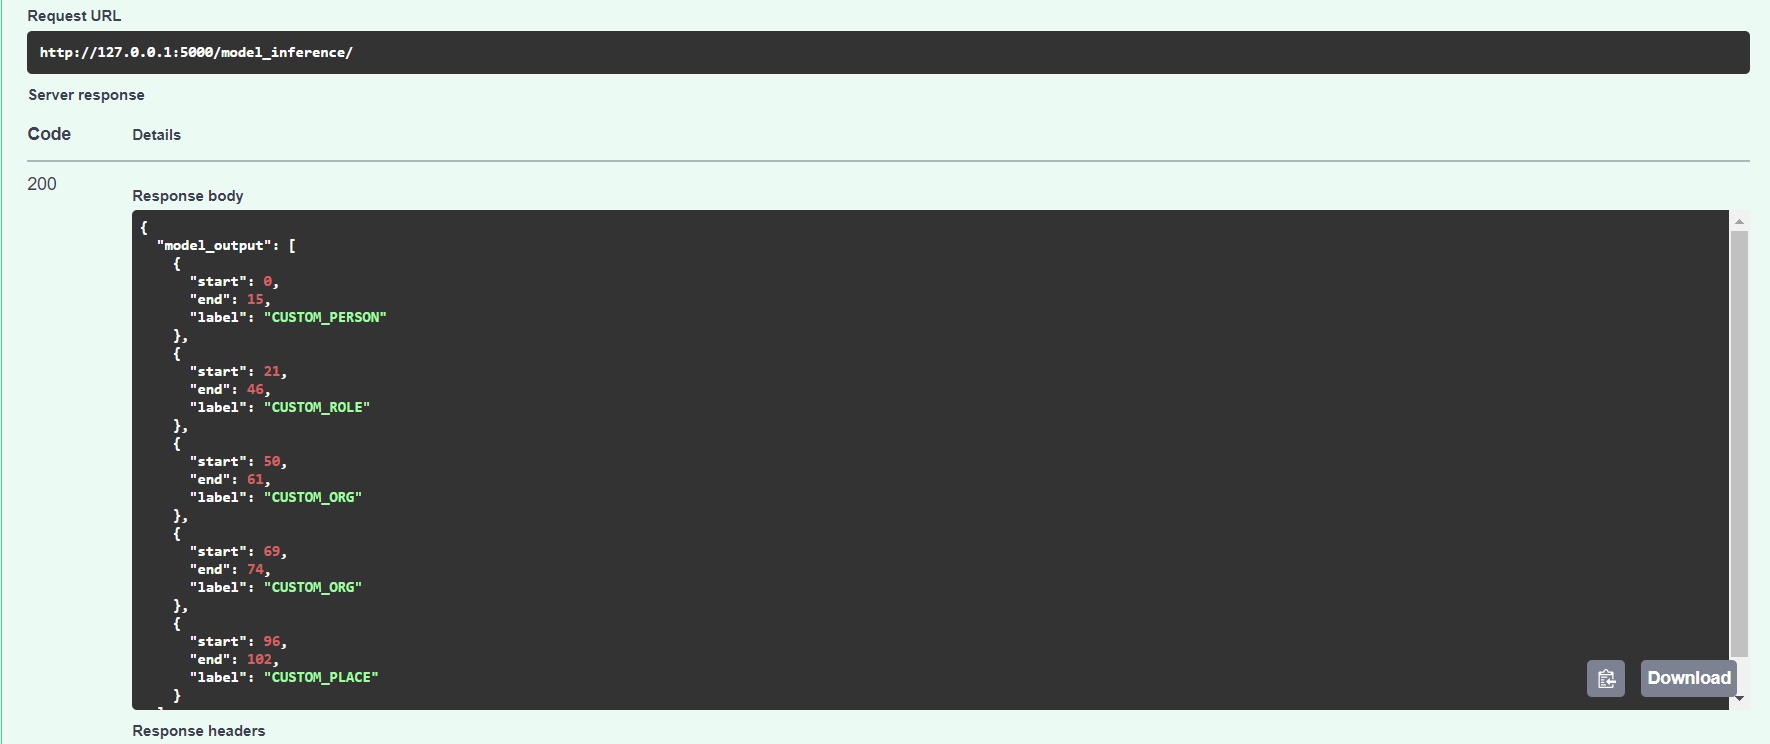 Request URL
http://127.0.0.1:5000/model_inference/
Server response
Code Details
200
Response body
{
  "model_output": [
    {
      "start": 0,
      "end": 15,
      "label": "CUSTOM_PERSON"
    },
    {
      "start": 21,
      "end": 46,
      "label": "CUSTOM_ROLE"
    },
    {
      "start": 50,
      "end": 61,
      "label": "CUSTOM_ORG"
    },
    {
      "start": 69,
      "end": 74,
      "label": "CUSTOM_ORG"
    },
    {
      "start": 96,
      "end": 102,
      "label": "CUSTOM_PLACE"
    }
Download
Response headers